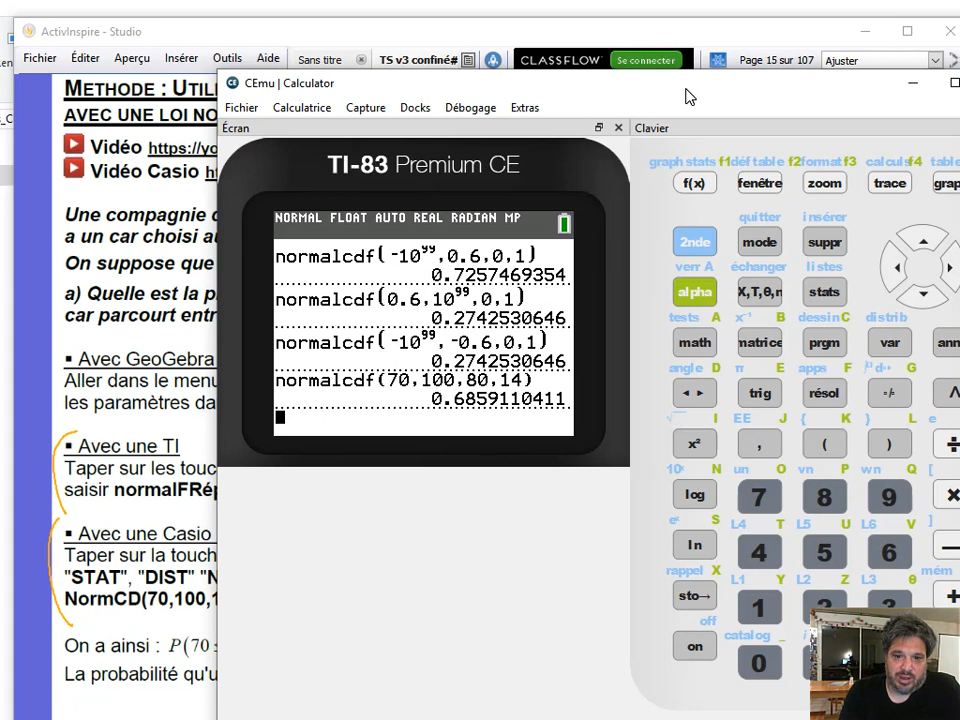 ActivInspire - Studio
Fichier Éditer Aperçu Insérer Outils Aide Sans titre TS v3 confiné# CLASSFLOW Se connecter Page 15 sur 107 Ajuster
METHODE : UTIL
AVEC UNE LOI NO
Vidéo https://yo
Vidéo Casio h
Une compagnie d
a un car choisi au
On suppose que
a) Quelle est la p
car parcourt entr
Avec GeoGebra
Aller dans le menu
les paramètres da
Avec une TI
Taper sur les touc
saisir normalFRép
Avec une Casio
Taper sur la touch
"STAT", "DIST" "N
NormCD(70,100,1
On a ainsi : P(70 ≤
La probabilité qu'u
CEmu | Calculator
Fichier Calculatrice Capture Docks Débogage Extras
Écran
TI-83 Premium CE
NORMAL FLOAT AUTO REAL RADIAN MP
normalcdf(-10⁹⁹,0.6,0,1)
0.7257469354
normalcdf(0.6,10⁹⁹,0,1)
0.2742530646
normalcdf(-10⁹⁹,-0.6,0,1)
0.2742530646
normalcdf(70,100,80,14)
0.6859110411
Clavier
graph stats f1 déf table f2 format f3 calculs f4 table
f(x) fenêtre zoom trace grap
quitter insérer
2nde mode suppr
verr A échanger listes
alpha X,T,θ,n stats
tests A x⁻¹ B dessin C distrib
math matrice prgm var ann
angle D π E apps F G
◄► trig résol ^
√ I EE J { K } L e
x² , ( ) ÷
10ˣ N un O vn P wn Q [
log 7 8 9 ×
eˣ S L4 T L5 U L6 V ]
ln 4 5 6 −
rappel X L1 Y L2 Z L3 θ mém
sto→ 1 2 3 +
off catalog _ i
on 0